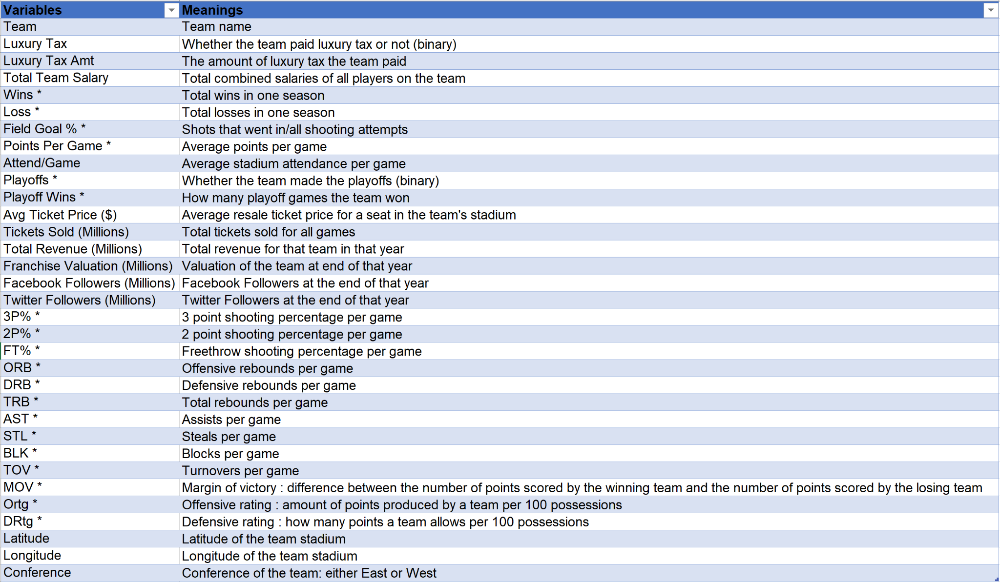 Variables Meanings
Team Team name
Luxury Tax Whether the team paid luxury tax or not (binary)
Luxury Tax Amt The amount of luxury tax the team paid
Total Team Salary Total combined salaries of all players on the team
Wins * Total wins in one season
Loss * Total losses in one season
Field Goal % * Shots that went in/all shooting attempts
Points Per Game * Average points per game
Attend/Game Average stadium attendance per game
Playoffs * Whether the team made the playoffs (binary)
Playoff Wins * How many playoff games the team won
Avg Ticket Price ($) Average resale ticket price for a seat in the team's stadium
Tickets Sold (Millions) Total tickets sold for all games
Total Revenue (Millions) Total revenue for that team in that year
Franchise Valuation (Millions) Valuation of the team at end of that year
Facebook Followers (Millions) Facebook Followers at the end of that year
Twitter Followers (Millions) Twitter Followers at the end of that year
3P% * 3 point shooting percentage per game
2P% * 2 point shooting percentage per game
FT% * Freethrow shooting percentage per game
ORB * Offensive rebounds per game
DRB * Defensive rebounds per game
TRB * Total rebounds per game
AST * Assists per game
STL * Steals per game
BLK * Blocks per game
TOV * Turnovers per game
MOV * Margin of victory : difference between the number of points scored by the winning team and the number of points scored by the losing team
Ortg * Offensive rating : amount of points produced by a team per 100 possessions
DRtg * Defensive rating : how many points a team allows per 100 possessions
Latitude Latitude of the team stadium
Longitude Longitude of the team stadium
Conference Conference of the team: either East or West